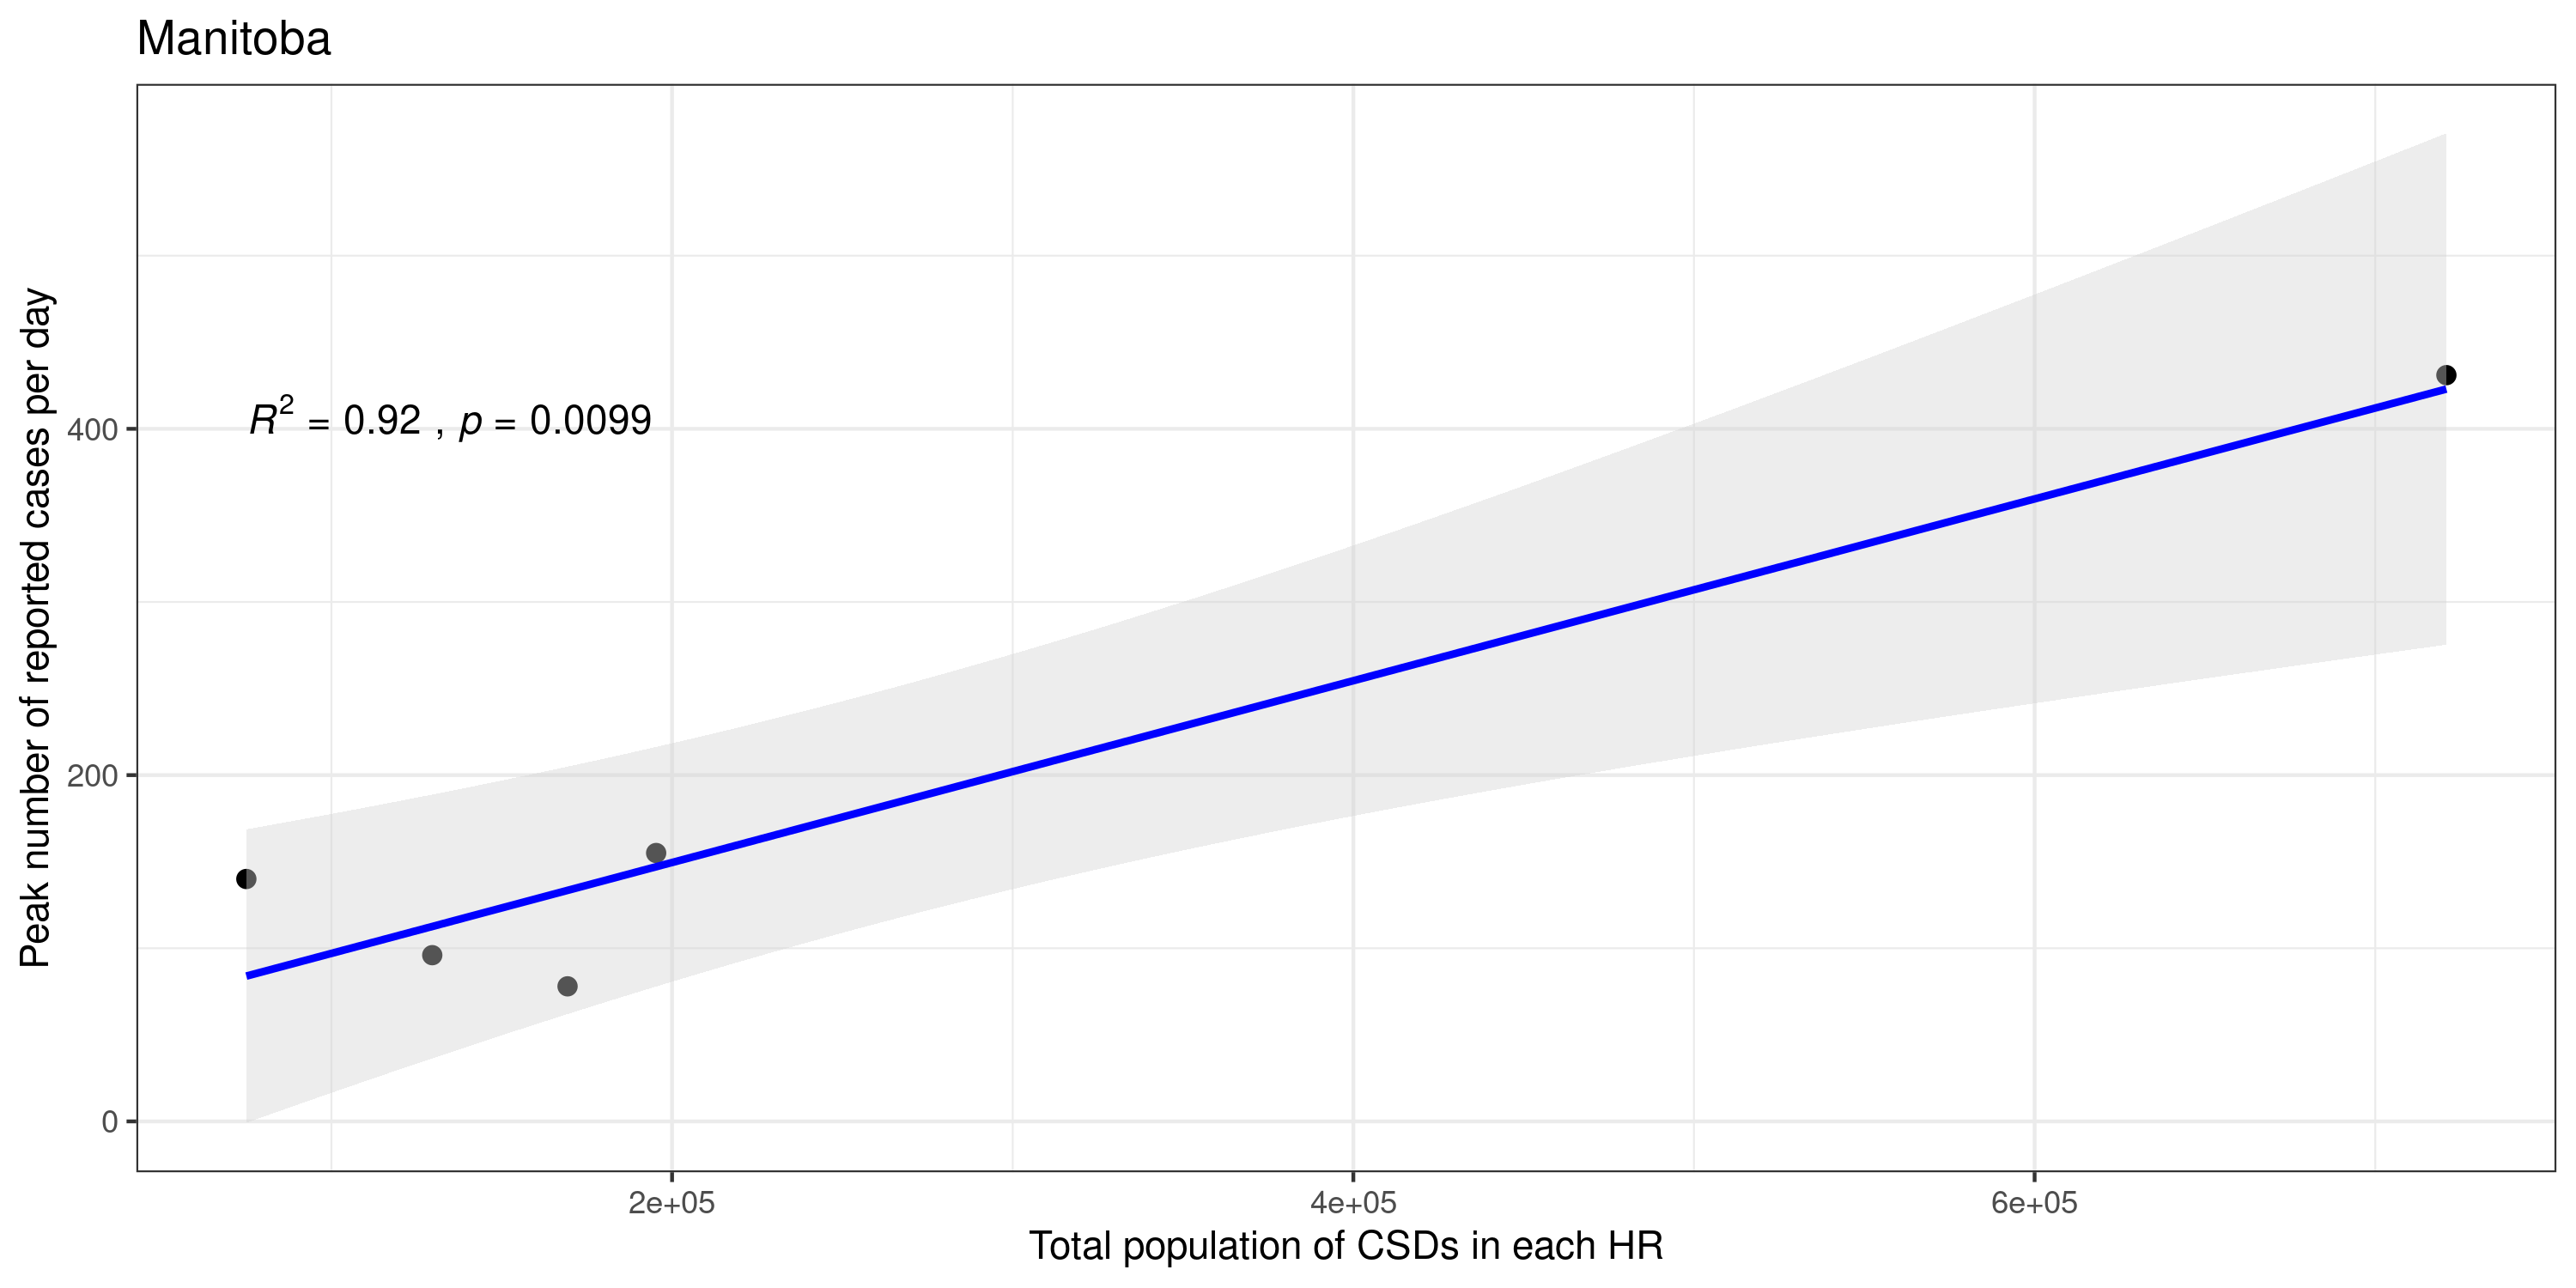 Manitoba
Peak number of reported cases per day
400
200
0
R² = 0.92 , p = 0.0099
2e+05
4e+05
6e+05
Total population of CSDs in each HR